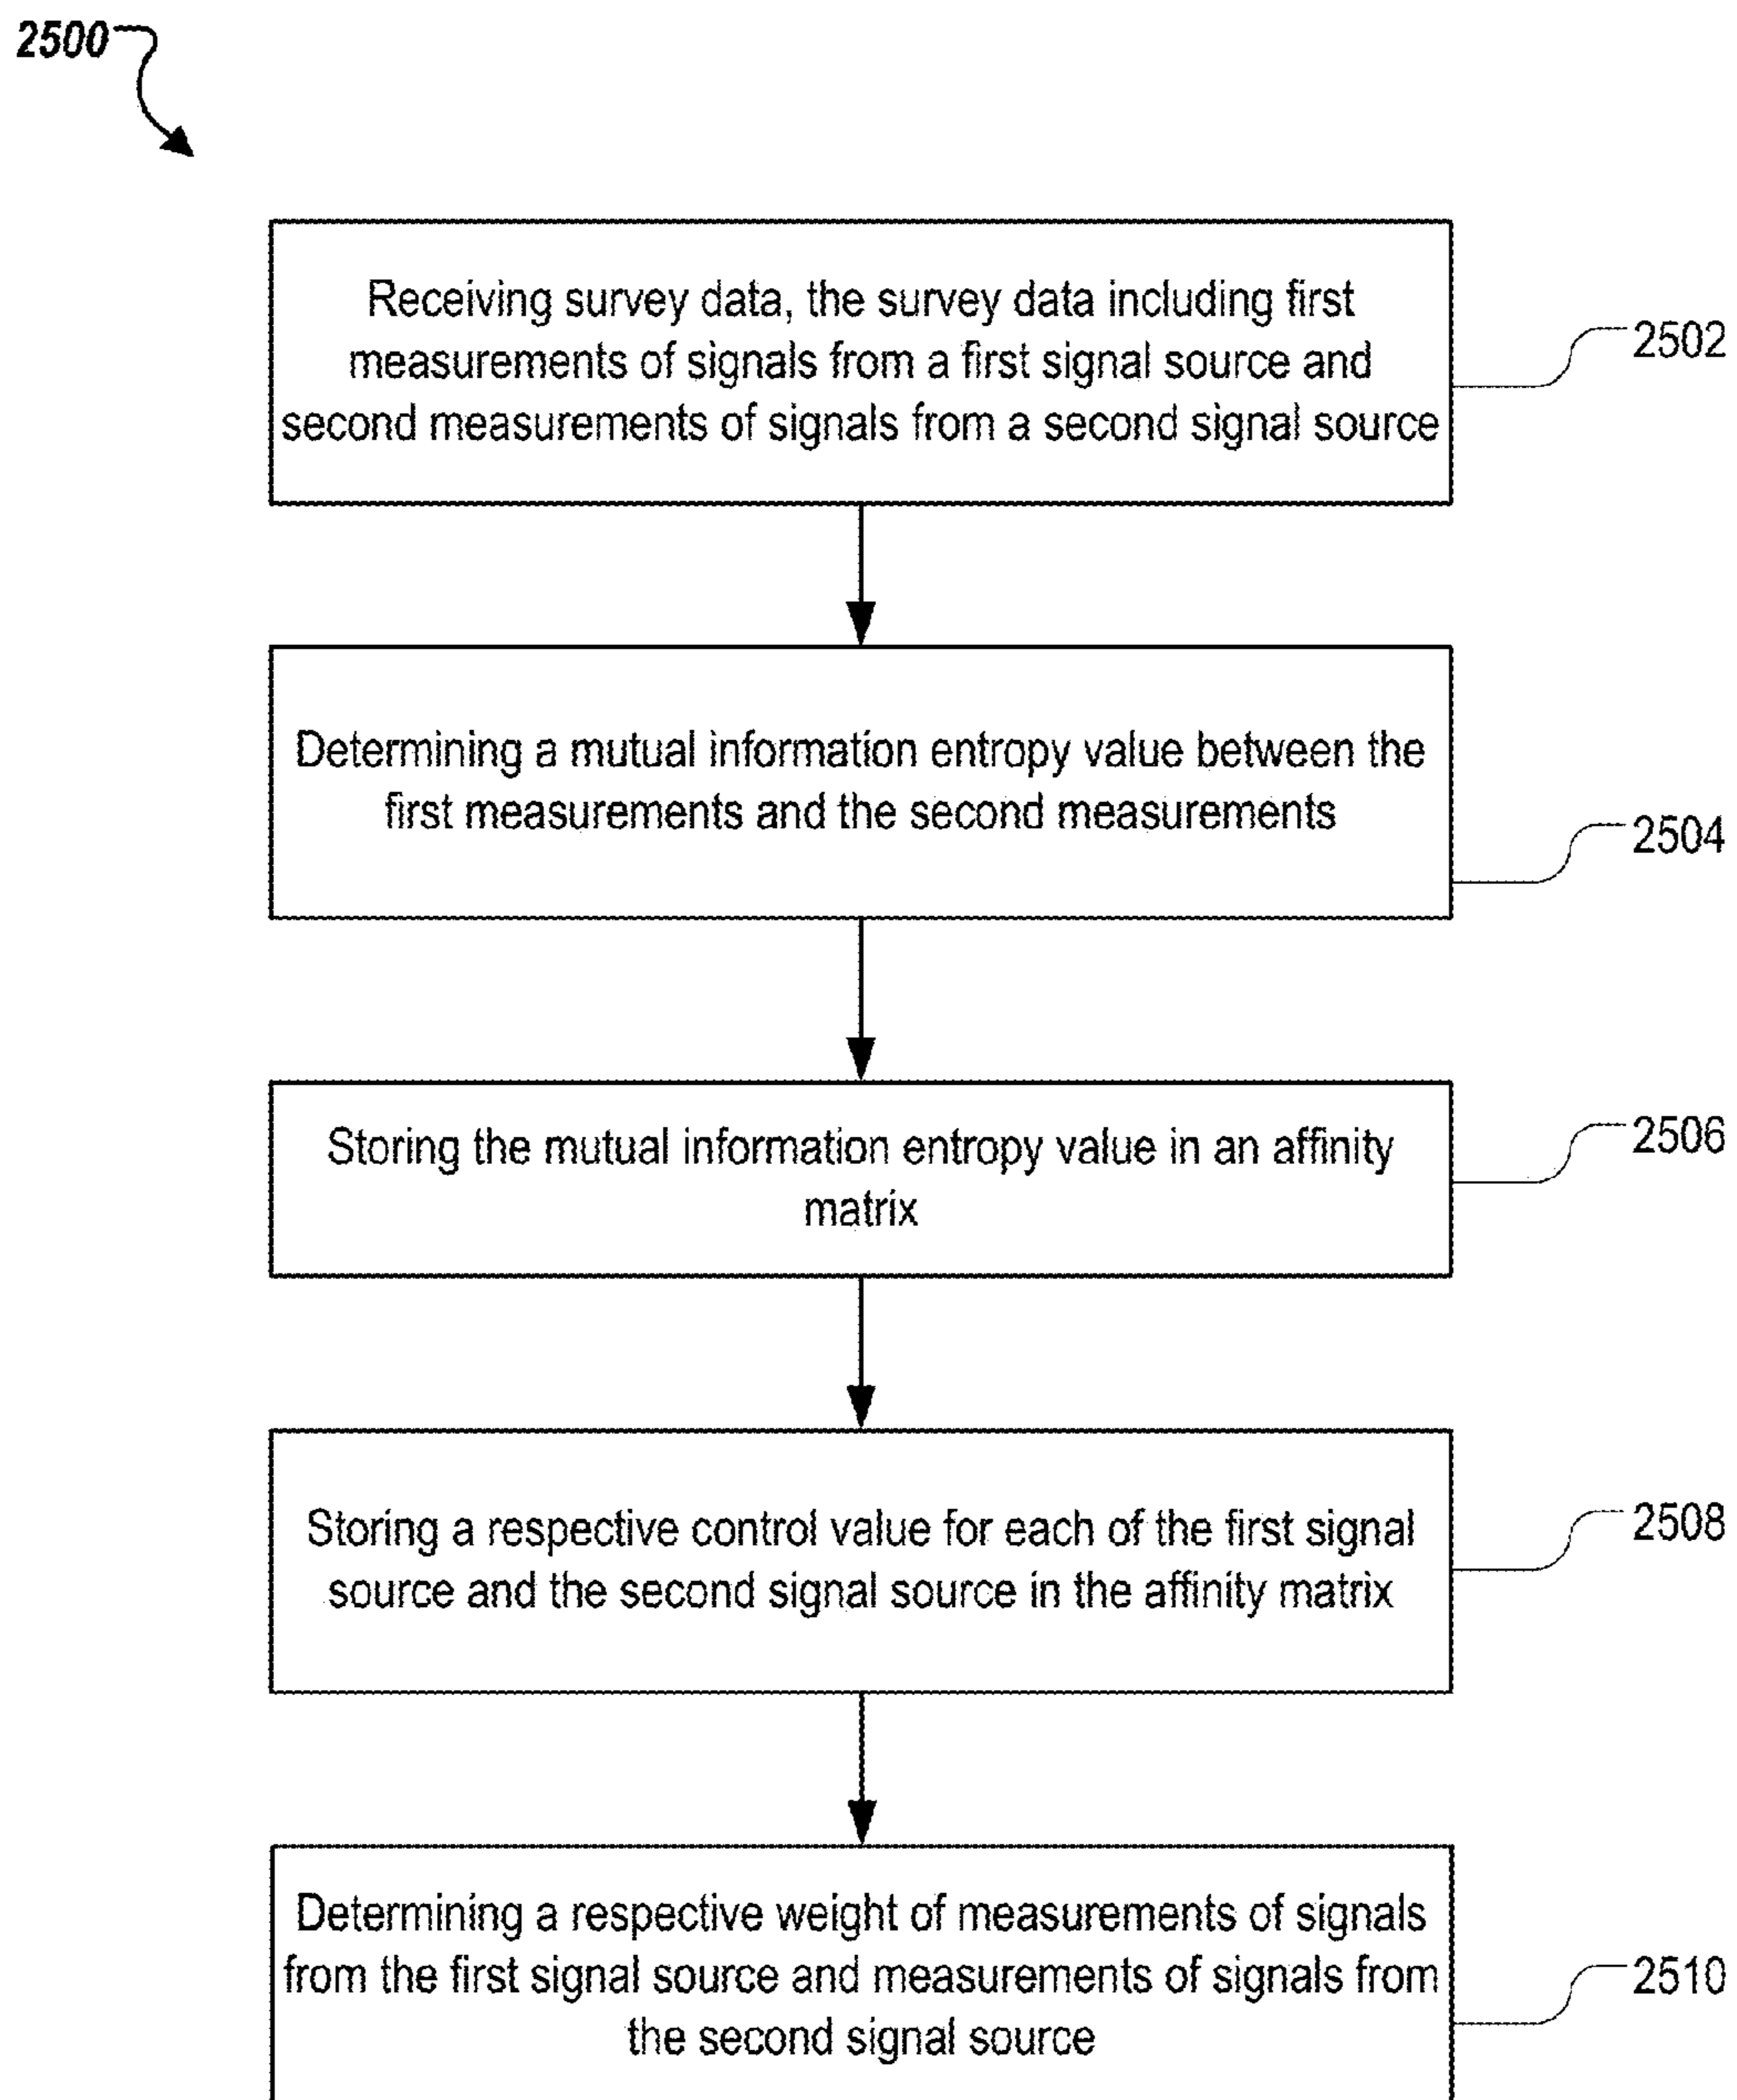 2500
Receiving survey data, the survey data including first
measurements of signals from a first signal source and
second measurements of signals from a second signal source
2502
Determining a mutual information entropy value between the
first measurements and the second measurements
2504
Storing the mutual information entropy value in an affinity
matrix
2506
Storing a respective control value for each of the first signal
source and the second signal source in the affinity matrix
2508
Determining a respective weight of measurements of signals
from the first signal source and measurements of signals from
the second signal source
2510